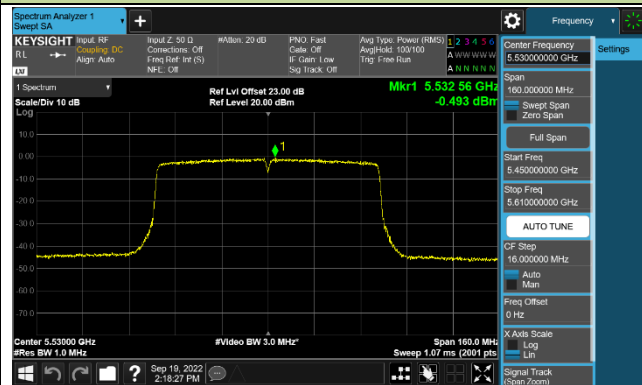 Spectrum Analyzer 1
Swept SA
Frequency
KEYSIGHT
Input: RF
Coupling: DC
Align: Auto
Input Z: 50 Ω
Corrections: Off
Freq Ref: Int (S)
NFE: Off
#Atten: 20 dB
PNO: Fast
Gate: Off
IF Gain: Low
Sig Track: Off
Avg Type: Power (RMS)
Avg|Hold: 100/100
Trig: Free Run
1 2 3 4 5 6
A W W W W W
A N N N N N
RL
LXI
1 Spectrum
Scale/Div 10 dB
Log
Ref Lvl Offset 23.00 dB
Ref Level 20.00 dBm
Mkr1 5.532 56 GHz
-0.493 dBm
10.0
0.00
-10.0
-20.0
-30.0
-40.0
-50.0
-60.0
-70.0
1
Center 5.53000 GHz
#Res BW 1.0 MHz
#Video BW 3.0 MHz*
Span 160.0 MHz
Sweep 1.07 ms (2001 pts)
Sep 19, 2022
2:18:27 PM
Center Frequency
5.530000000 GHz
Settings
Span
160.000000 MHz
Swept Span
Zero Span
Full Span
Start Freq
5.450000000 GHz
Stop Freq
5.610000000 GHz
AUTO TUNE
CF Step
16.000000 MHz
Auto
Man
Freq Offset
0 Hz
X Axis Scale
Log
Lin
Signal Track
(Span Zoom)